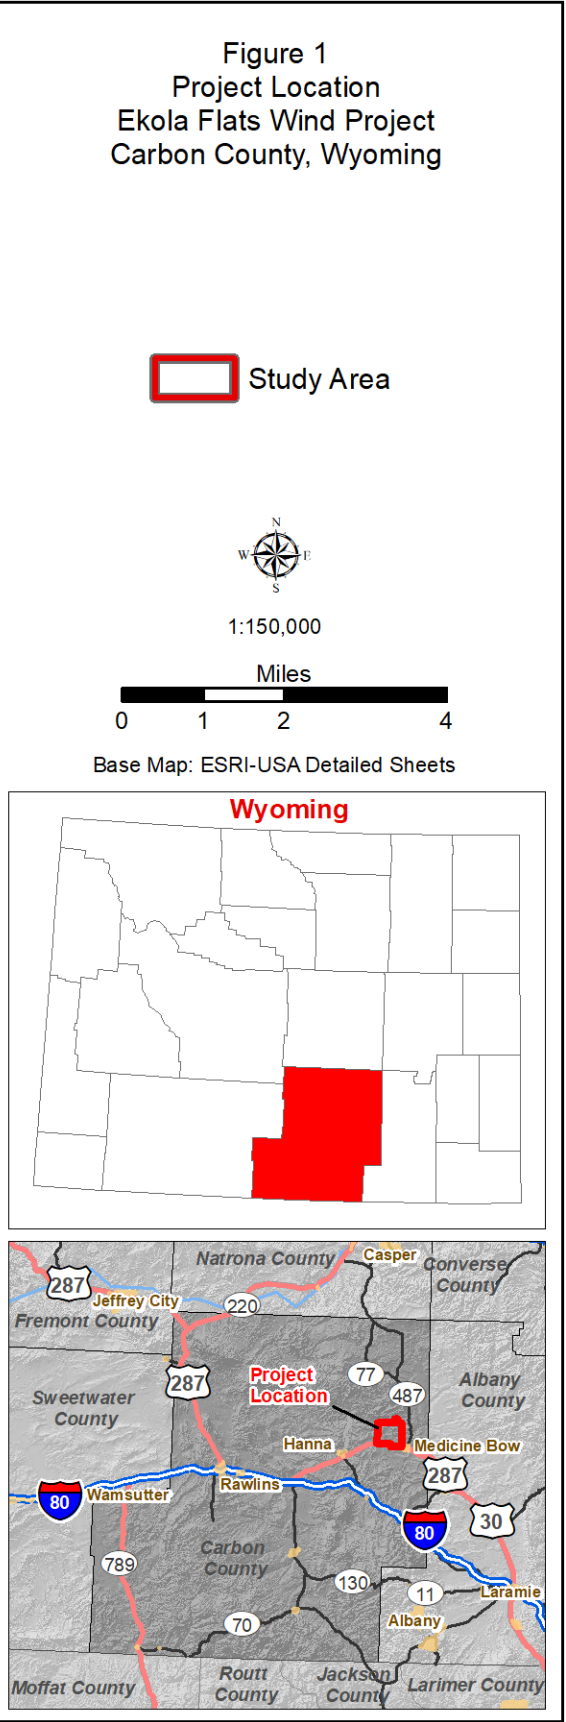 Figure 1
Project Location
Ekola Flats Wind Project
Carbon County, Wyoming
Study Area
N
W E
S
1:150,000
Miles
0 1 2 4
Base Map: ESRI-USA Detailed Sheets
Wyoming
Natrona County
Casper
Converse
County
287
Jeffrey City
220
Fremont County
287
77
487
Project
Location
Albany
County
Sweetwater
County
Hanna
Medicine Bow
287
Rawlins
80
Wamsutter
30
80
Carbon
County
789
130
11
Laramie
Albany
70
Moffat County
Routt
County
Jackson
County
Larimer County